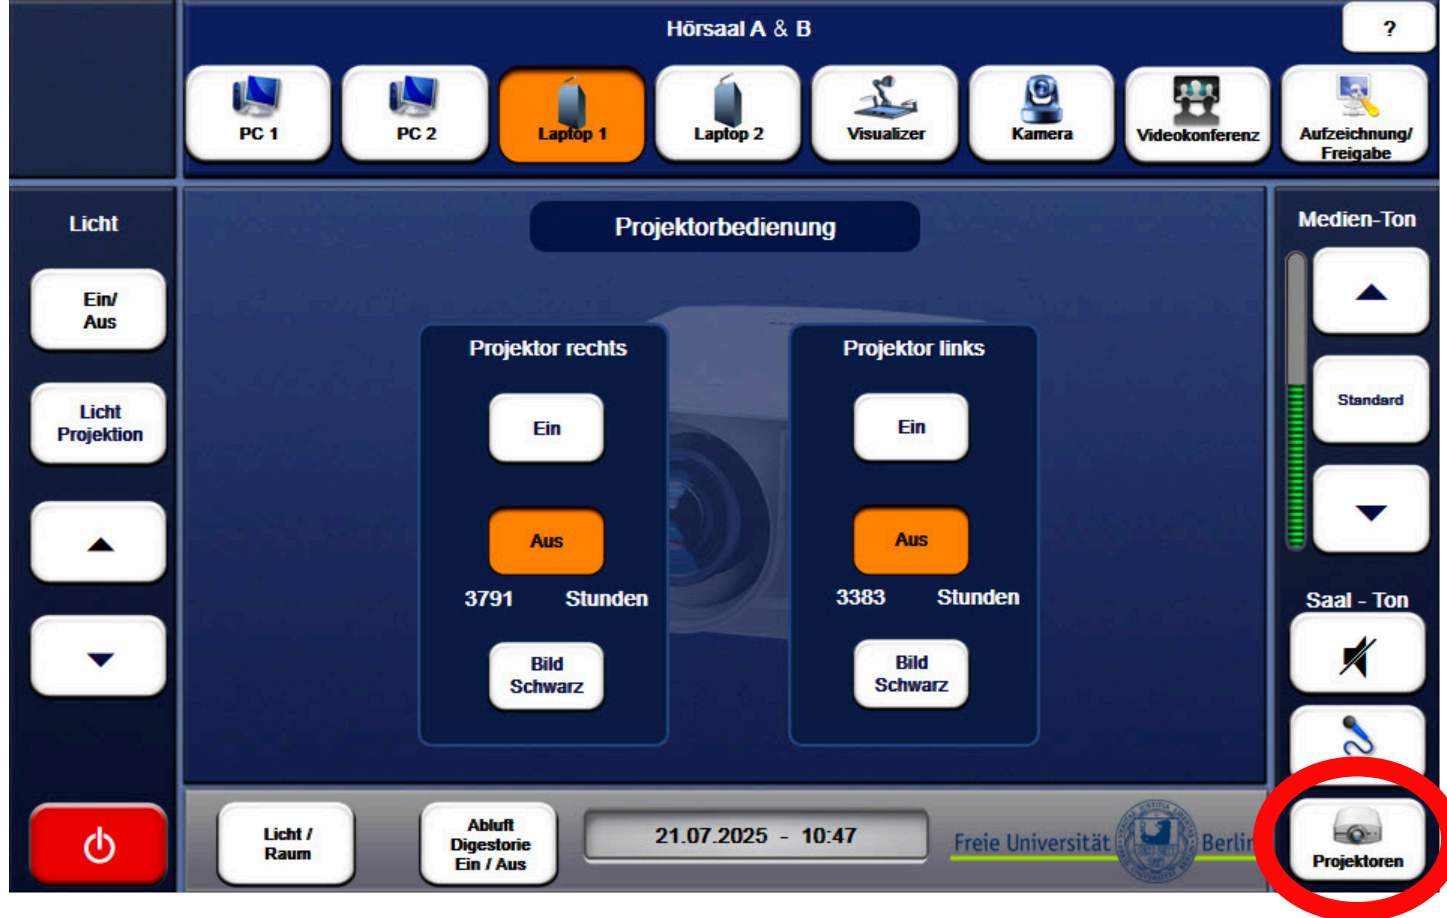 Hörsaal A & B
?
PC 1
PC 2
Laptop 1
Laptop 2
Visualizer
Kamera
Videokonferenz
Aufzeichnung/
Freigabe
Licht
Ein/
Aus
Licht
Projektion
Projektorbedienung
Projektor rechts
Ein
Aus
3791 Stunden
Bild
Schwarz
Projektor links
Ein
Aus
3383 Stunden
Bild
Schwarz
Medien-Ton
Standard
Saal - Ton
Projektoren
Licht /
Raum
Abluft
Digestorie
Ein / Aus
21.07.2025 - 10:47
Freie Universität Berlin